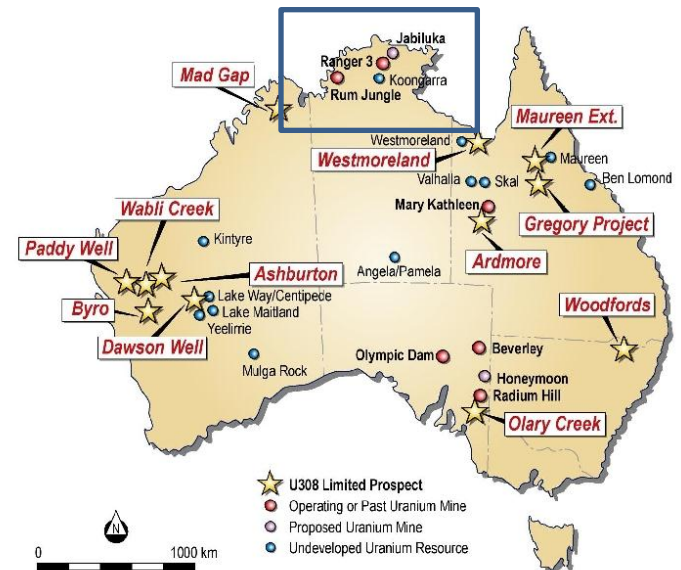 Jabiluka
Ranger 3
Koongarra
Rum Jungle
Mad Gap
Maureen Ext.
Westmoreland
Westmoreland
Maureen
Valhalla
Skal
Ben Lomond
Mary Kathleen
Gregory Project
Wabli Creek
Kintyre
Paddy Well
Ashburton
Angela/Pamela
Ardmore
Byro
Lake Way/Centipede
Lake Maitland
Yeelirrie
Dawson Well
Woodfords
Mulga Rock
Olympic Dam
Beverley
Honeymoon
Radium Hill
Olary Creek
U308 Limited Prospect
Operating or Past Uranium Mine
Proposed Uranium Mine
Undeveloped Uranium Resource
N
0 1000 km